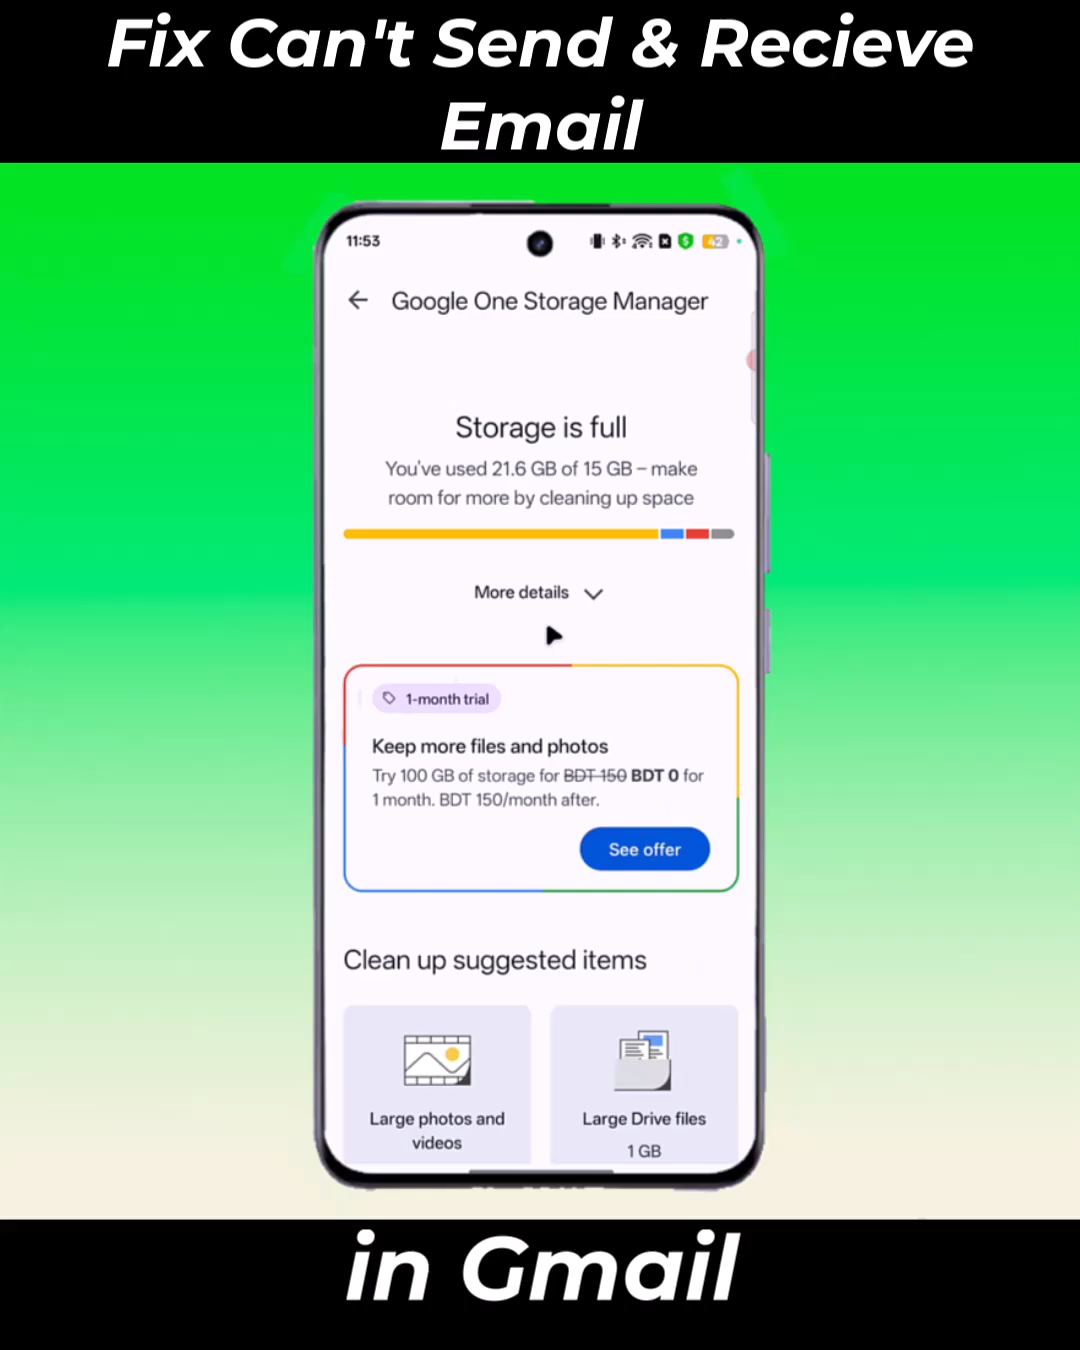 Fix Can't Send & Recieve
Email
11:53
42
Google One Storage Manager
Storage is full
You've used 21.6 GB of 15 GB – make
room for more by cleaning up space
More details
1-month trial
Keep more files and photos
Try 100 GB of storage for BDT 150 BDT 0 for
1 month. BDT 150/month after.
See offer
Clean up suggested items
Large photos and
videos
Large Drive files
1 GB
in Gmail